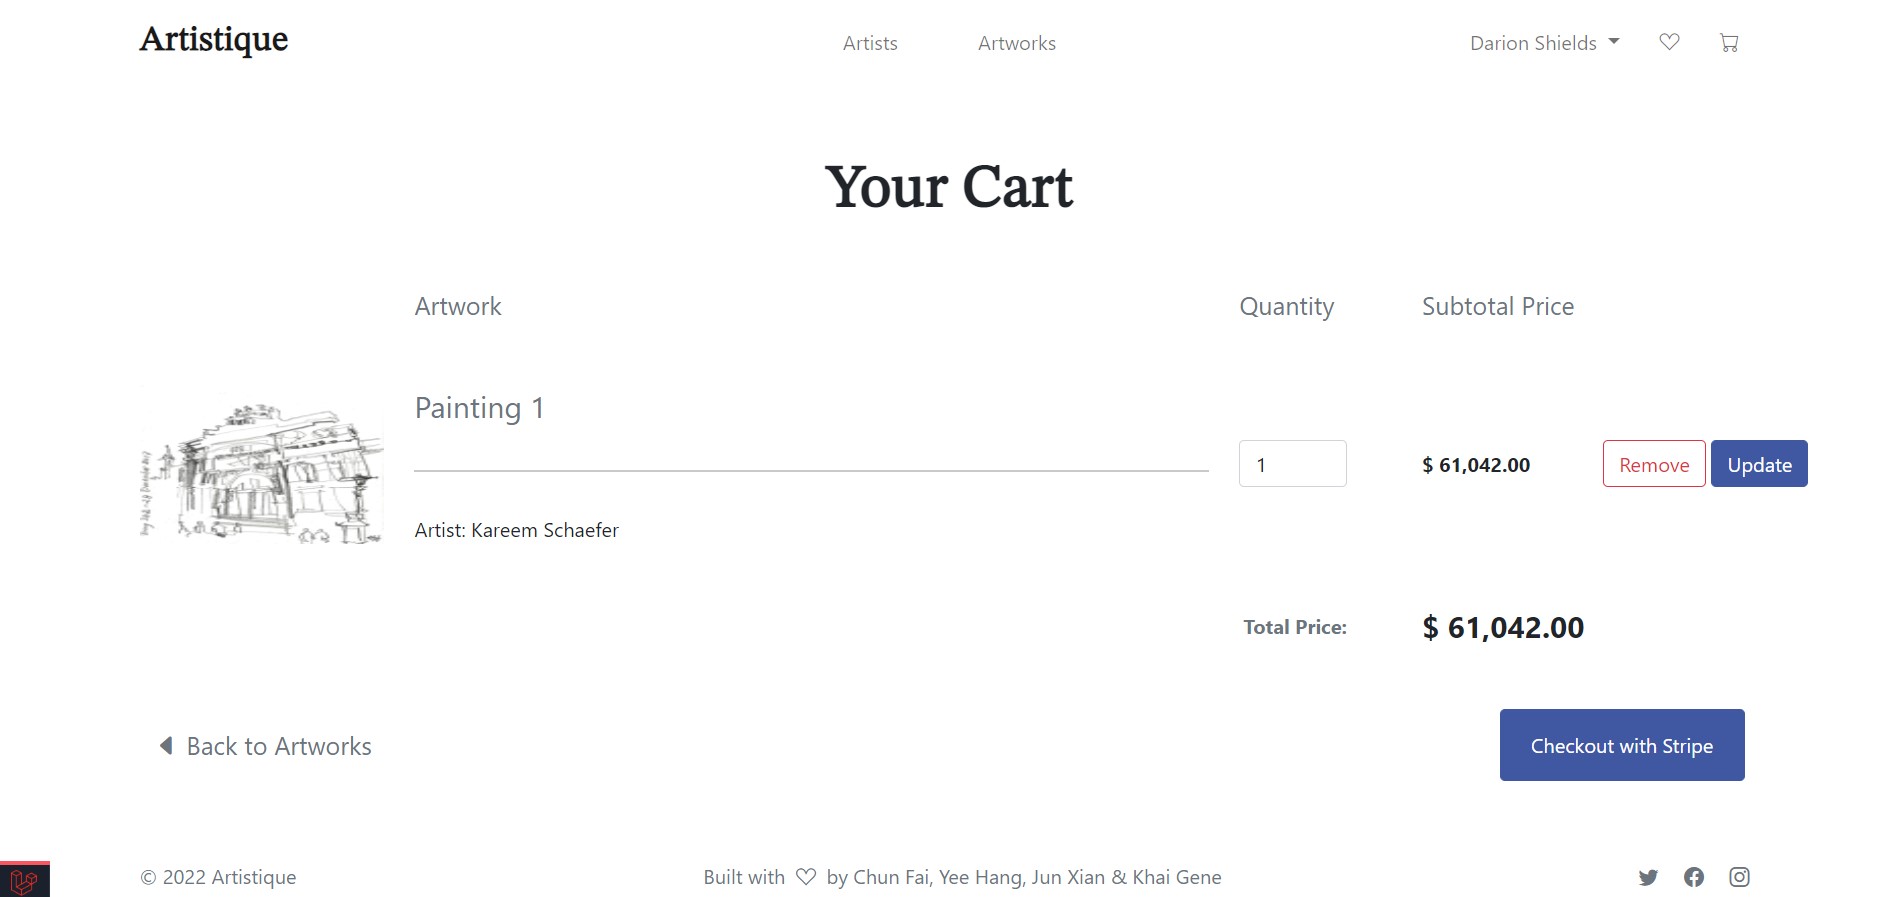 Artistique
Artists
Artworks
Darion Shields
Your Cart
Artwork
Quantity
Subtotal Price
Painting 1
1
$ 61,042.00
Remove
Update
Artist: Kareem Schaefer
Total Price:
$ 61,042.00
Back to Artworks
Checkout with Stripe
© 2022 Artistique
Built with ♡ by Chun Fai, Yee Hang, Jun Xian & Khai Gene